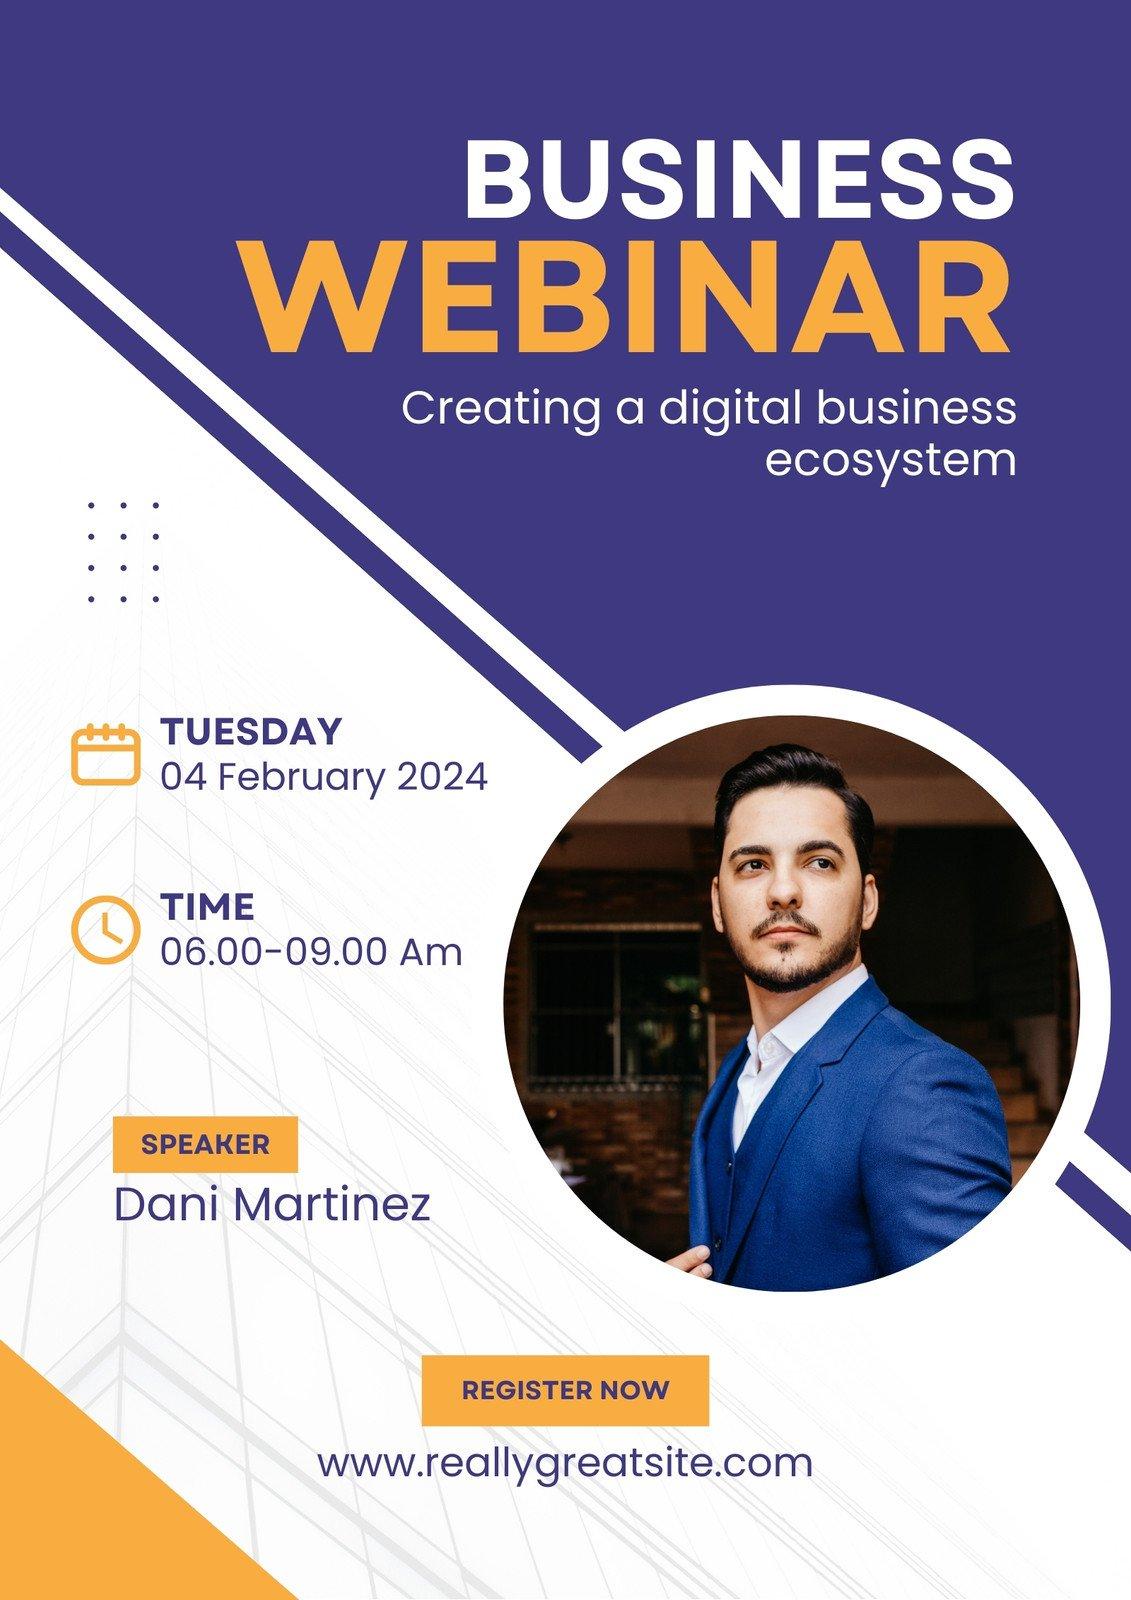 BUSINESS
WEBINAR
Creating a digital business
ecosystem
TUESDAY
04 February 2024
TIME
06.00-09.00 Am
SPEAKER
Dani Martinez
REGISTER NOW
www.reallygreatsite.com